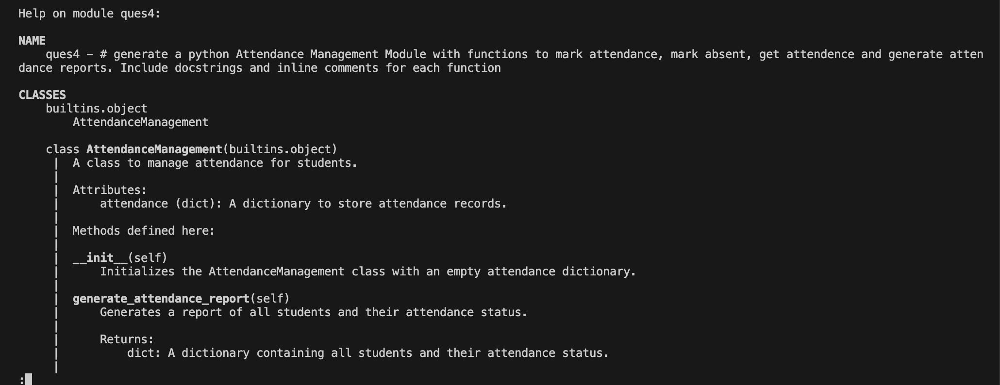 Help on module ques4:
NAME
ques4 - # generate a python Attendance Management Module with functions to mark attendance, mark absent, get attendence and generate atten
dance reports. Include docstrings and inline comments for each function
CLASSES
builtins.object
AttendanceManagement
class AttendanceManagement(builtins.object)
| A class to manage attendance for students.
|
| Attributes:
| attendance (dict): A dictionary to store attendance records.
|
| Methods defined here:
|
| __init__(self)
| Initializes the AttendanceManagement class with an empty attendance dictionary.
|
| generate_attendance_report(self)
| Generates a report of all students and their attendance status.
|
| Returns:
| dict: A dictionary containing all students and their attendance status.
|
: